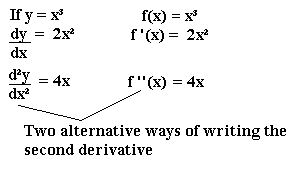 If y = x³ f(x) = x³
dy = 2x² f '(x) = 2x²
dx
d²y = 4x f ''(x) = 4x
dx²
Two alternative ways of writing the
second derivative